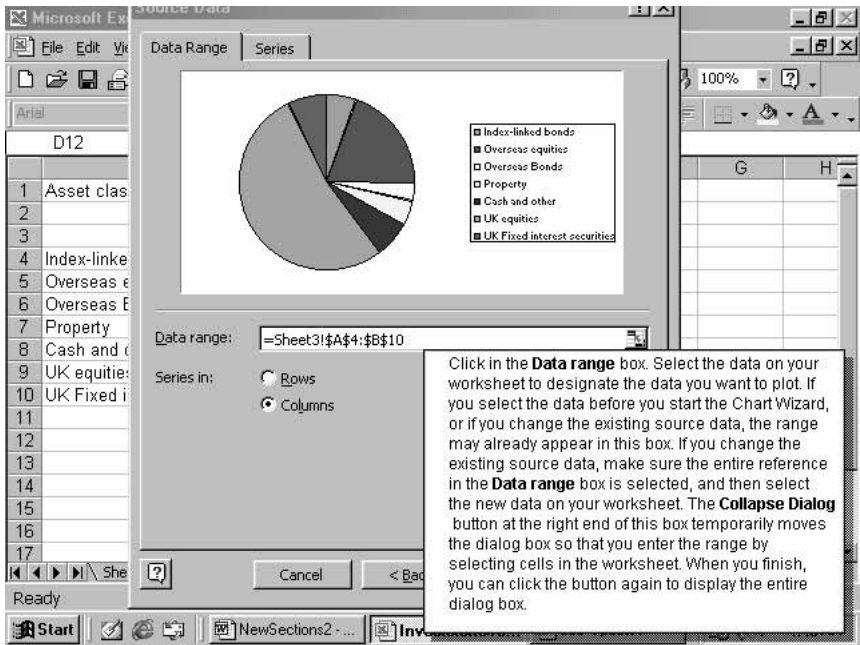 Microsoft Ex
Source Data
File Edit Vie
100%
Arial
D12
Data Range Series
Index-linked bonds
Overseas equities
Overseas Bonds
Property
Cash and other
UK equities
UK Fixed interest securities
G H
1 Asset clas
2
3
4 Index-linke
5 Overseas e
6 Overseas B
7 Property
8 Cash and o
9 UK equitie
10 UK Fixed i
11
12
13
14
15
16
17
Data range: =Sheet3!$A$4:$B$10
Series in: Rows
Columns
Click in the Data range box. Select the data on your
worksheet to designate the data you want to plot. If
you select the data before you start the Chart Wizard,
or if you change the existing source data, the range
may already appear in this box. If you change the
existing source data, make sure the entire reference
in the Data range box is selected, and then select
the new data on your worksheet. The Collapse Dialog
button at the right end of this box temporarily moves
the dialog box so that you enter the range by
selecting cells in the worksheet. When you finish,
you can click the button again to display the entire
dialog box.
She
Cancel < Bac
Ready
Start NewSections2 - ...